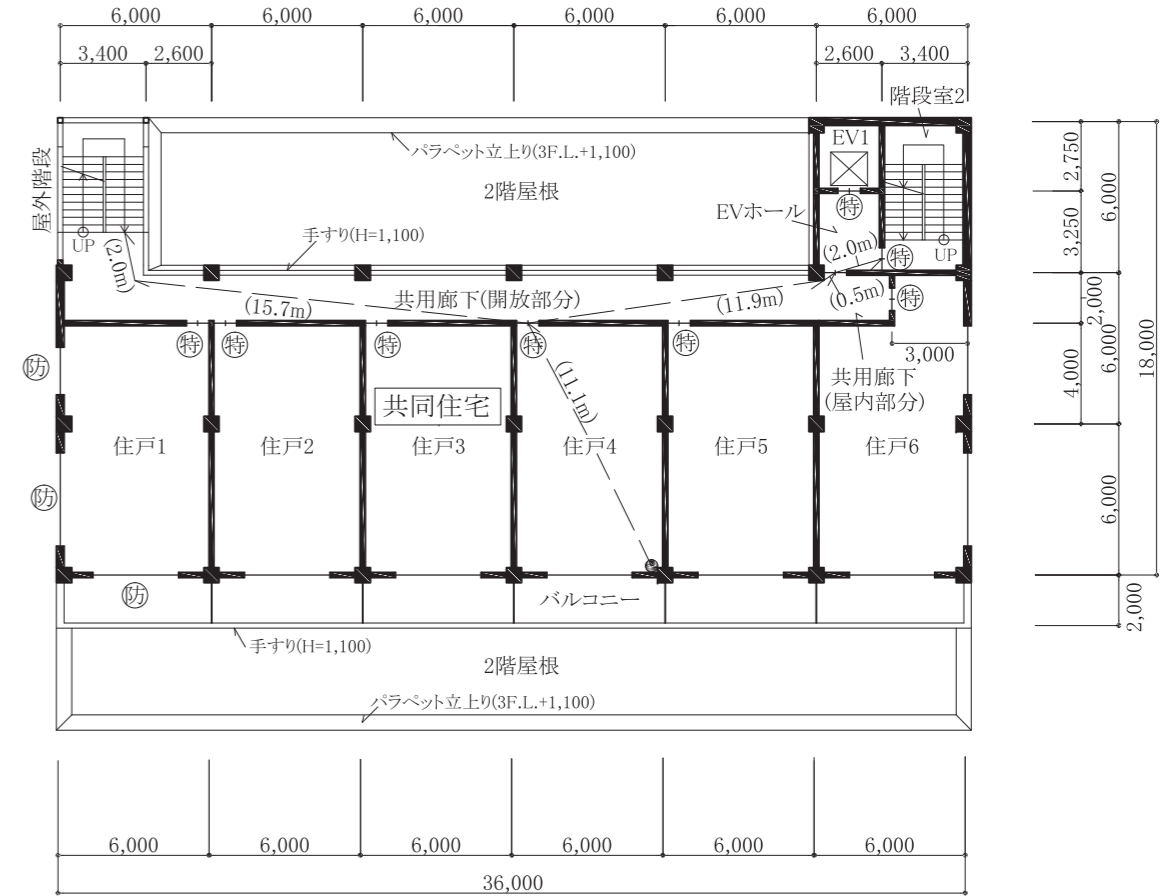 6,000 6,000 6,000 6,000 6,000 6,000
3,400 2,600 2,600 3,400
階段室2
パラペット立上り(3F.L.+1,100)
EV1
2階屋根
屋外階段
EVホール
特
手すり(H=1,100)
UP
(2.0m)
(2.0m)
特
UP
共用廊下(開放部分)
(15.7m)
(11.9m)
(0.5m)
特
特 特 特 特 特
3,000
防
(11.1m)
共用廊下
(屋内部分)
共同住宅
住戸1 住戸2 住戸3 住戸4 住戸5 住戸6
防
防
バルコニー
手すり(H=1,100)
2階屋根
パラペット立上り(3F.L.+1,100)
2,750
3,250
2,000
4,000
6,000
6,000
6,000
18,000
2,000
6,000 6,000 6,000 6,000 6,000 6,000
36,000